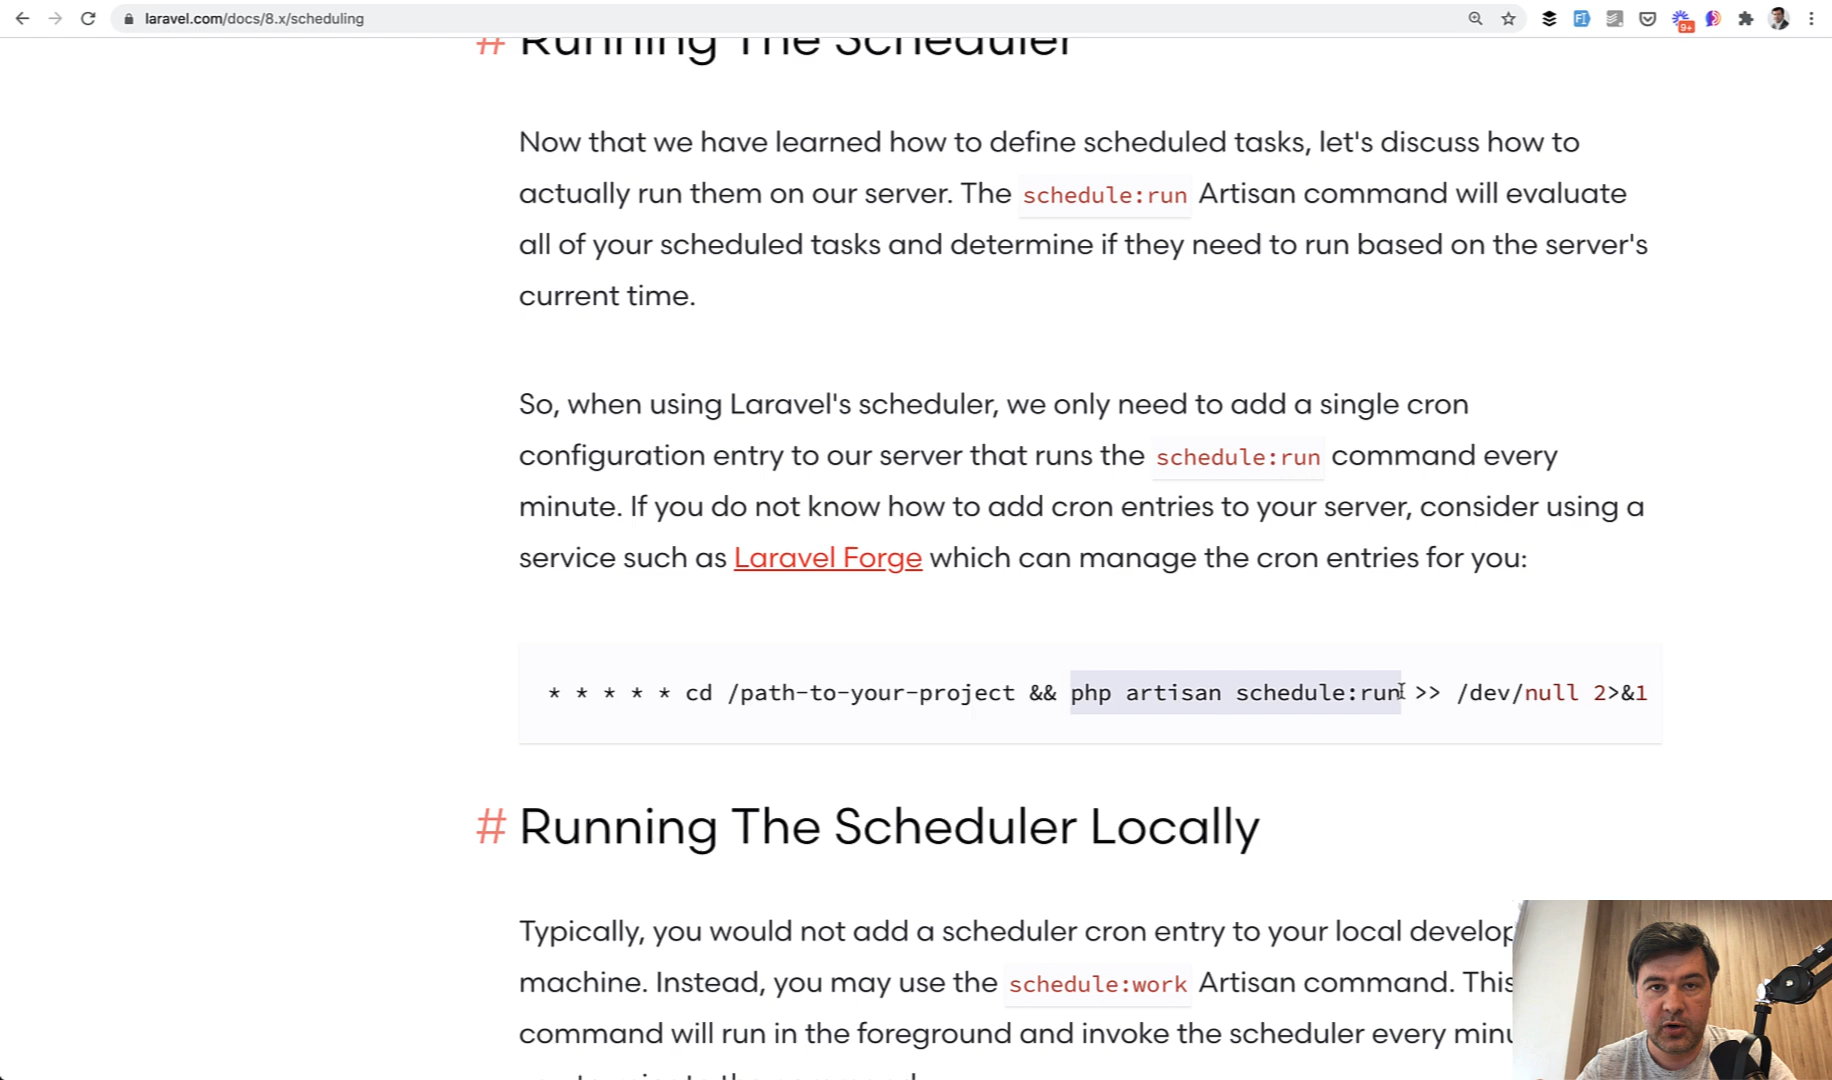 laravel.com/docs/8.x/scheduling
9+
# Running The Scheduler
Now that we have learned how to define scheduled tasks, let's discuss how to
actually run them on our server. The schedule:run Artisan command will evaluate
all of your scheduled tasks and determine if they need to run based on the server's
current time.
So, when using Laravel's scheduler, we only need to add a single cron
configuration entry to our server that runs the schedule:run command every
minute. If you do not know how to add cron entries to your server, consider using a
service such as Laravel Forge which can manage the cron entries for you:
* * * * * cd /path-to-your-project && php artisan schedule:run >> /dev/null 2>&1
# Running The Scheduler Locally
Typically, you would not add a scheduler cron entry to your local develop
machine. Instead, you may use the schedule:work Artisan command. This
command will run in the foreground and invoke the scheduler every minu